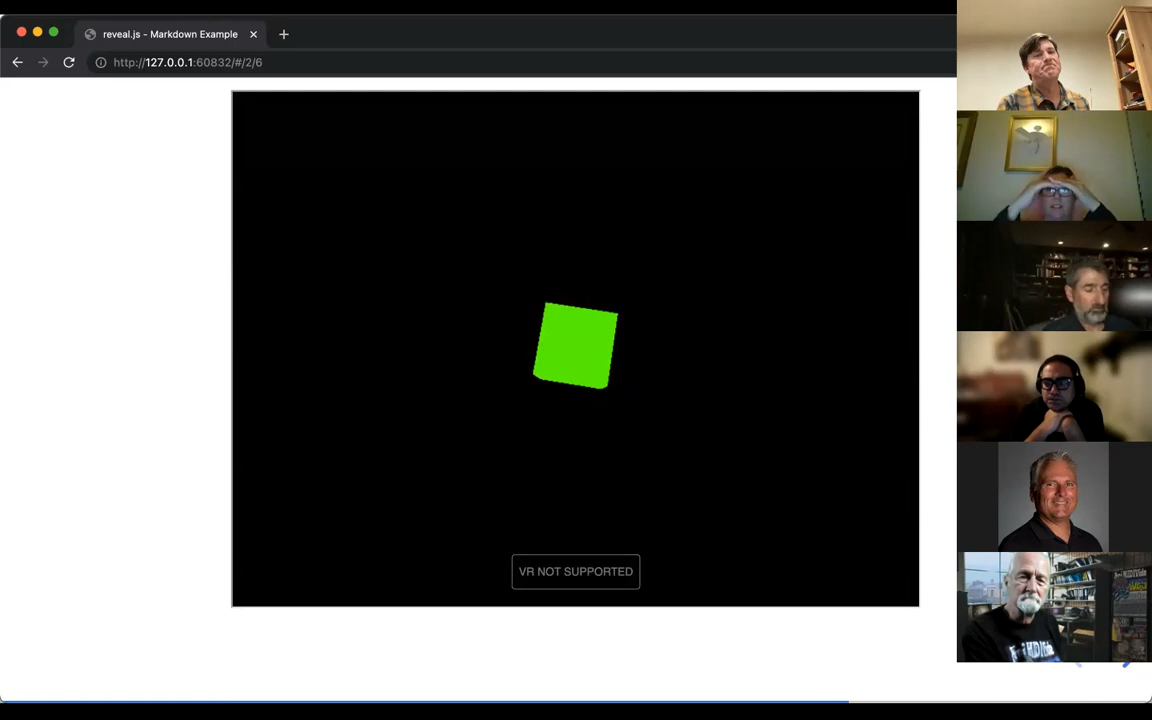 reveal.js - Markdown Example
http://127.0.0.1:60832/#/2/6
VR NOT SUPPORTED